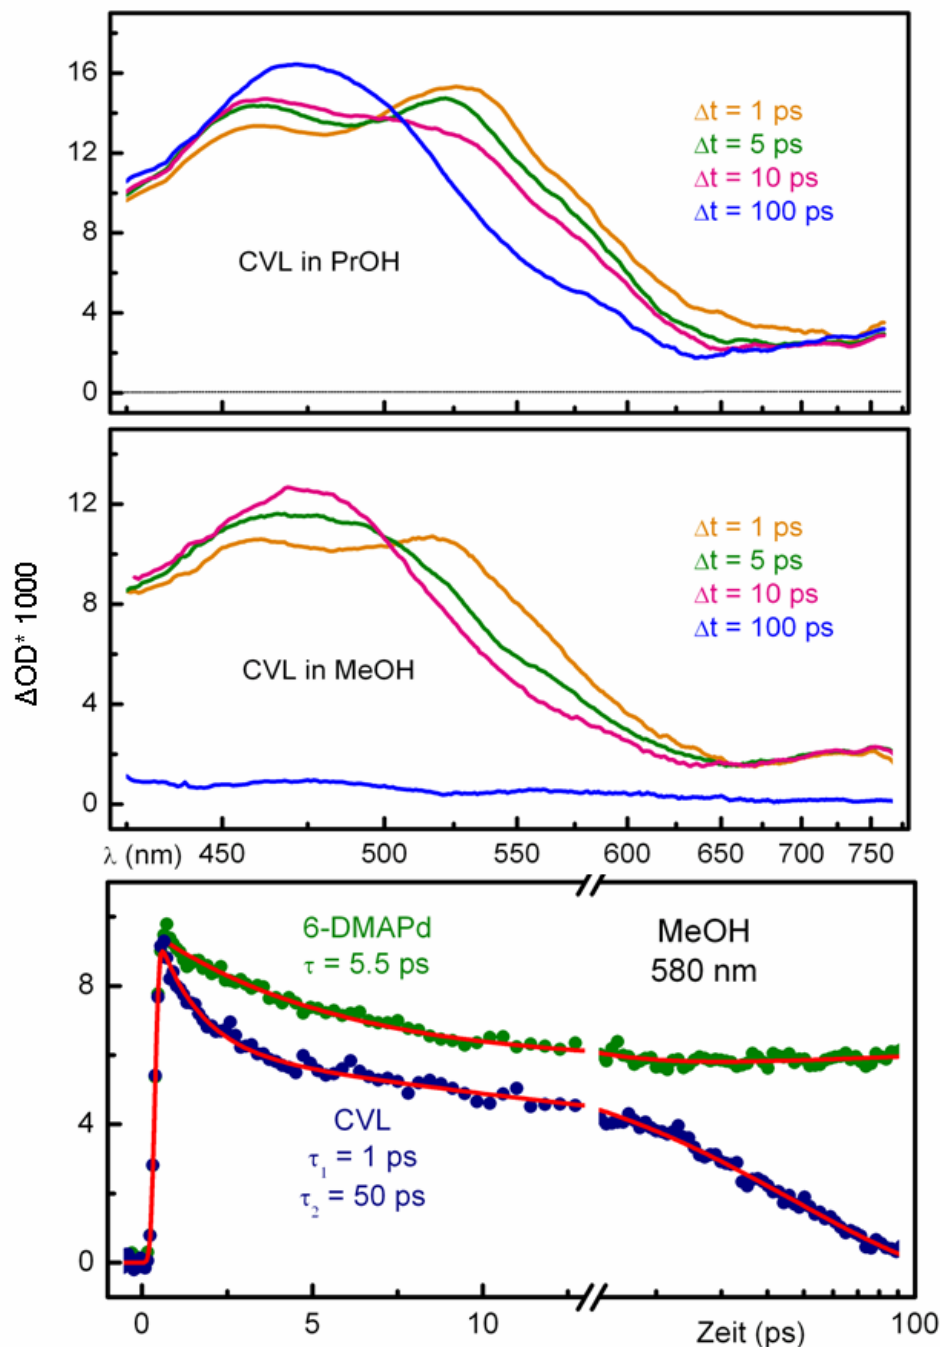 16
12
8
4
0
Δt = 1 ps
Δt = 5 ps
Δt = 10 ps
Δt = 100 ps
CVL in PrOH
ΔOD* 1000
12
8
4
0
Δt = 1 ps
Δt = 5 ps
Δt = 10 ps
Δt = 100 ps
CVL in MeOH
λ (nm) 450 500 550 600 650 700 750
8
4
0
6-DMAPd
τ = 5.5 ps
MeOH
580 nm
CVL
τ₁ = 1 ps
τ₂ = 50 ps
0 5 10 Zeit (ps) 100